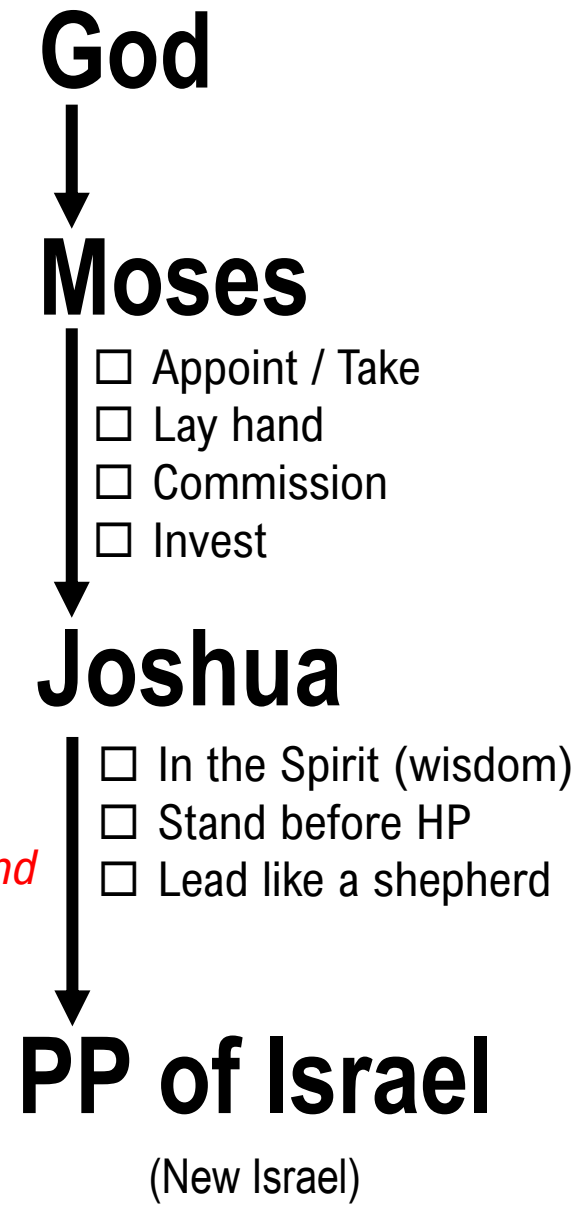 God
Moses
☐ Appoint / Take
☐ Lay hand
☐ Commission
☐ Invest
Joshua
☐ In the Spirit (wisdom)
☐ Stand before HP
☐ Lead like a shepherd
PP of Israel
(New Israel)